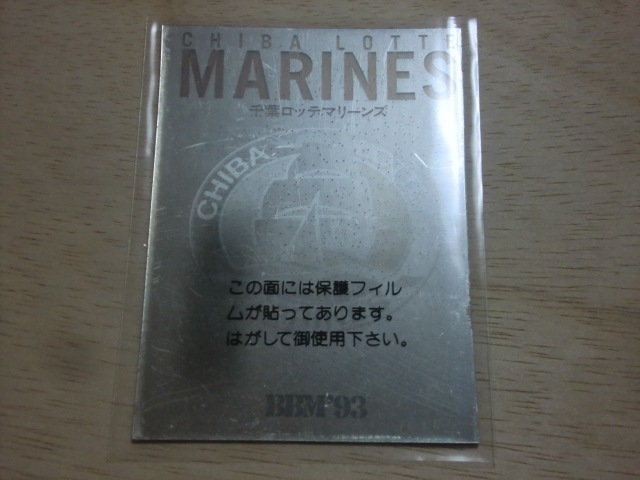 CHIBA LOTTE
MARINES
千葉ロッテマリーンズ
CHIBA
この面には保護フィル
ムが貼ってあります。
はがして御使用下さい。
BBM'93